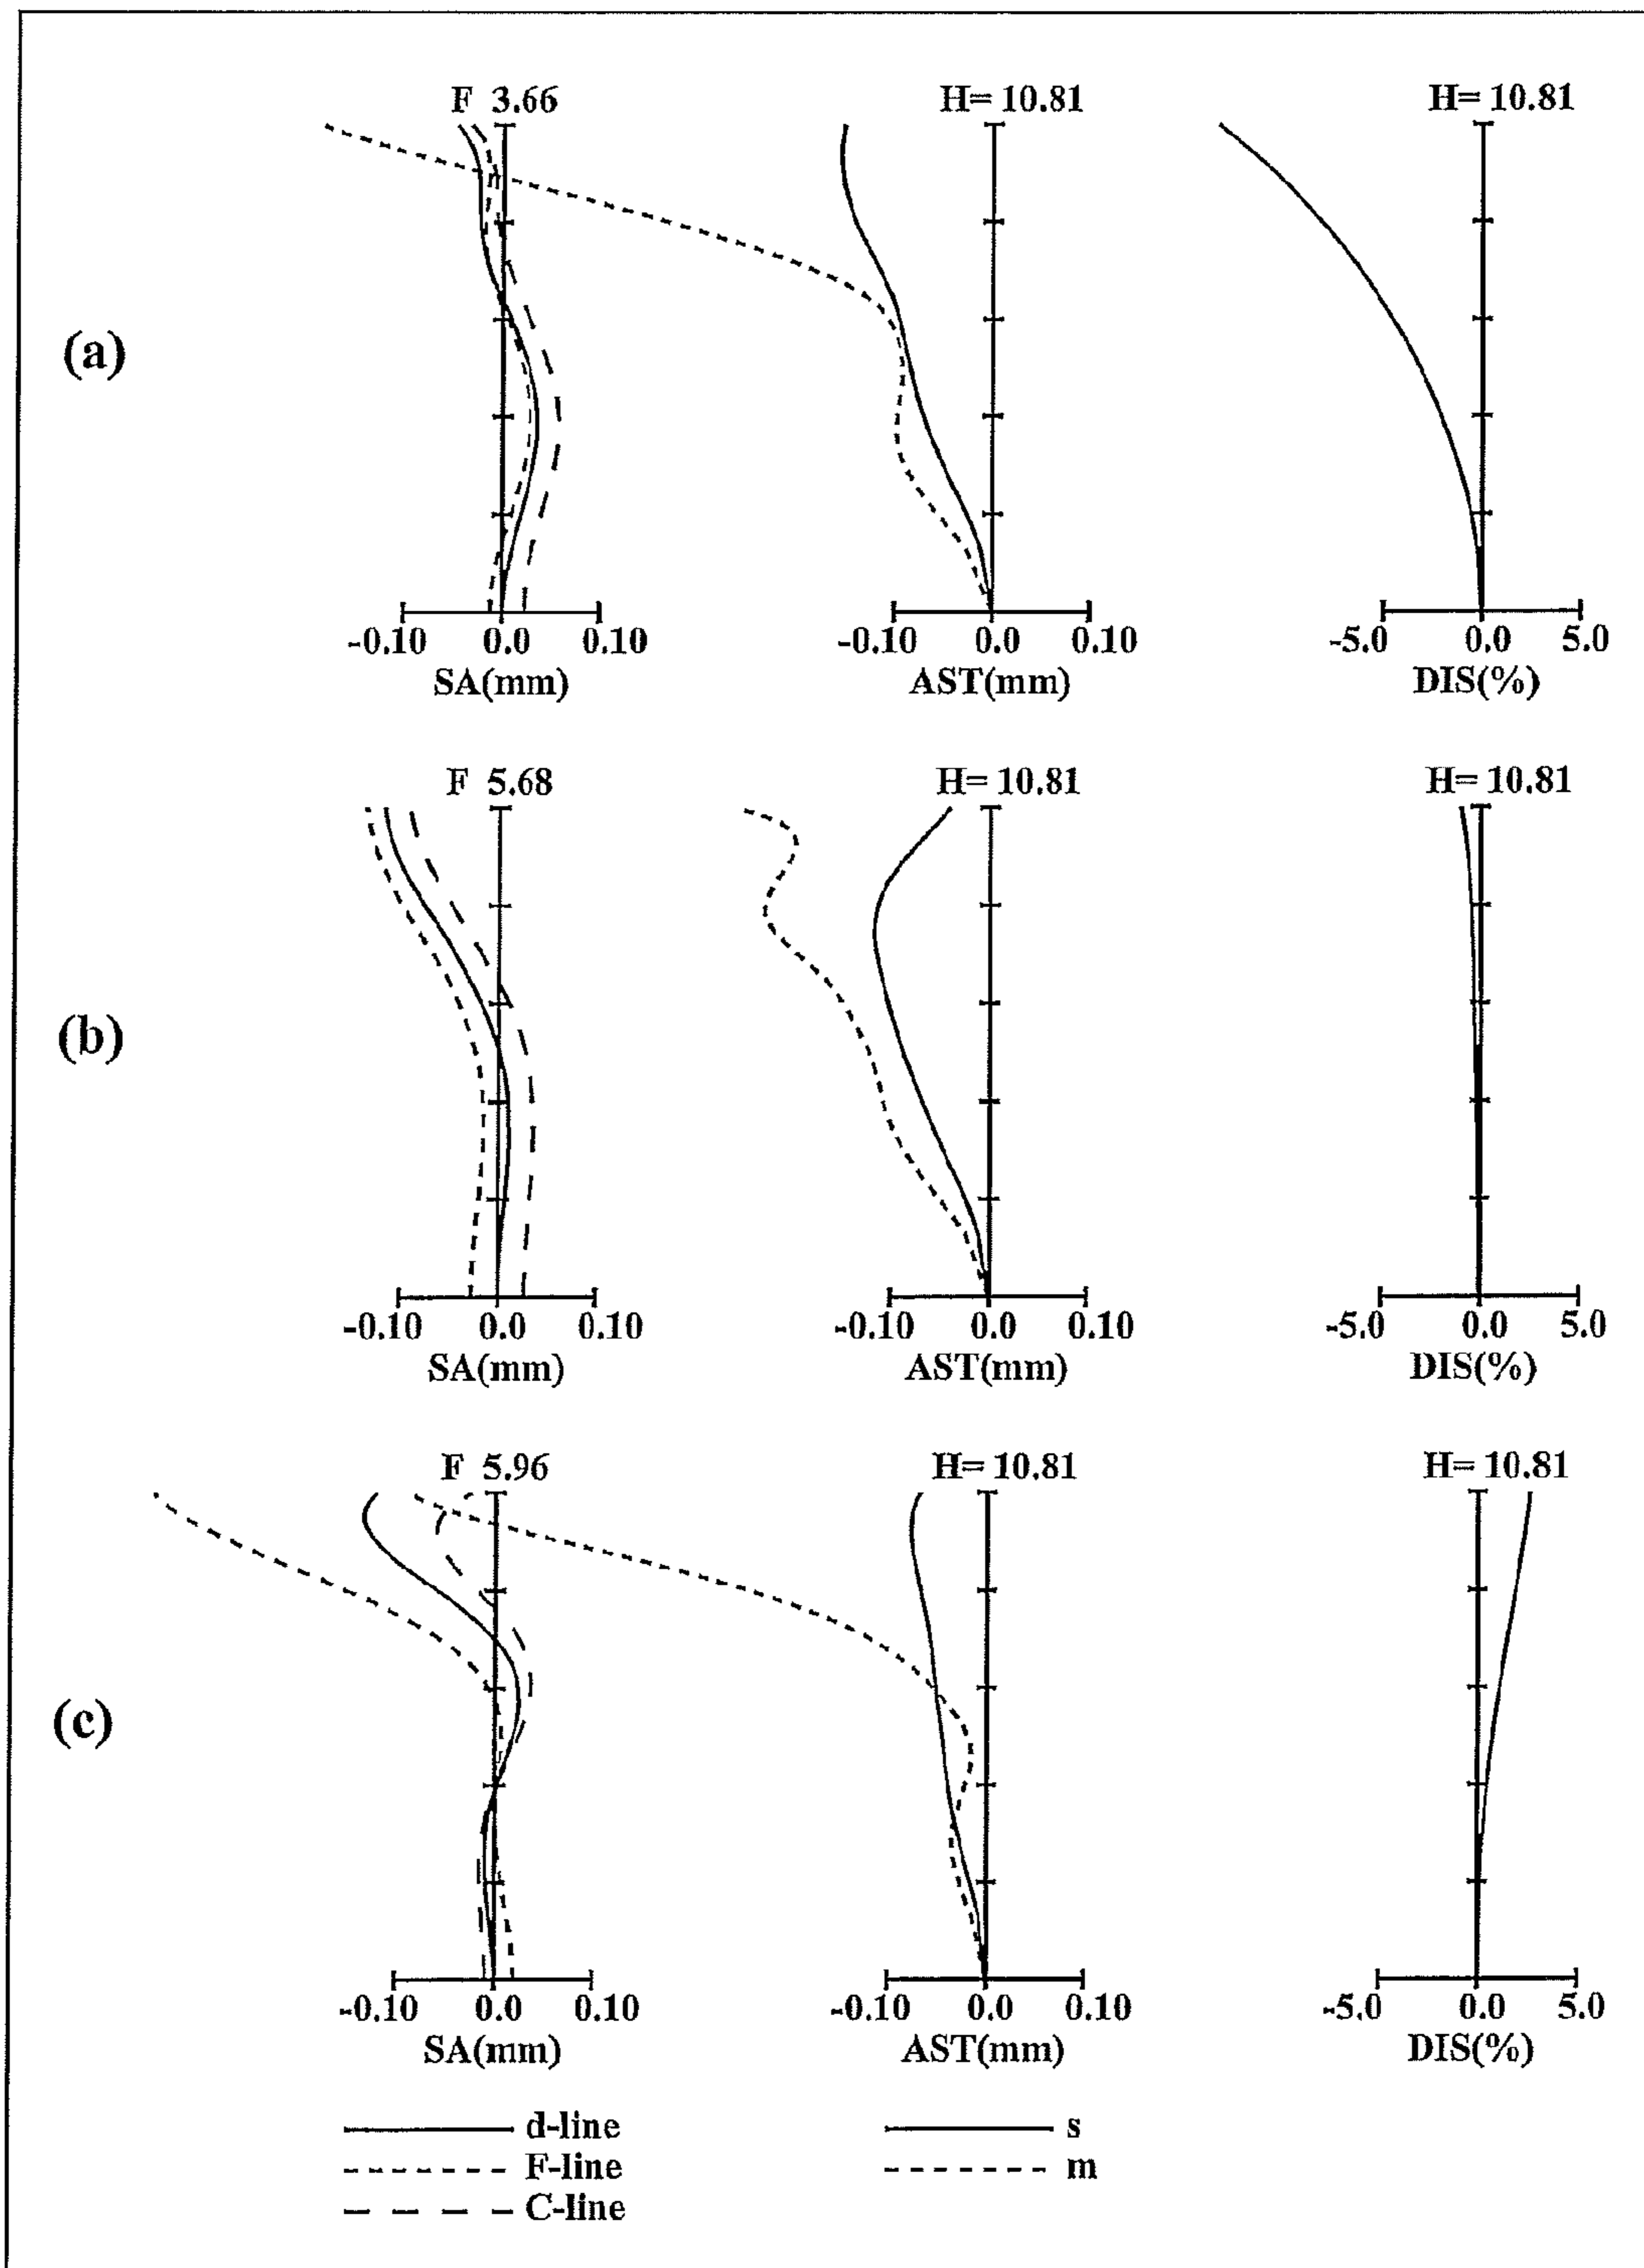 F 3.66 H= 10.81 H= 10.81
(a)
-0.10 0.0 0.10 -0.10 0.0 0.10 -5.0 0.0 5.0
SA(mm) AST(mm) DIS(%)
F 5.68 H= 10.81 H= 10.81
(b)
-0.10 0.0 0.10 -0.10 0.0 0.10 -5.0 0.0 5.0
SA(mm) AST(mm) DIS(%)
F 5.96 H= 10.81 H= 10.81
(c)
-0.10 0.0 0.10 -0.10 0.0 0.10 -5.0 0.0 5.0
SA(mm) AST(mm) DIS(%)
d-line s
F-line m
C-line